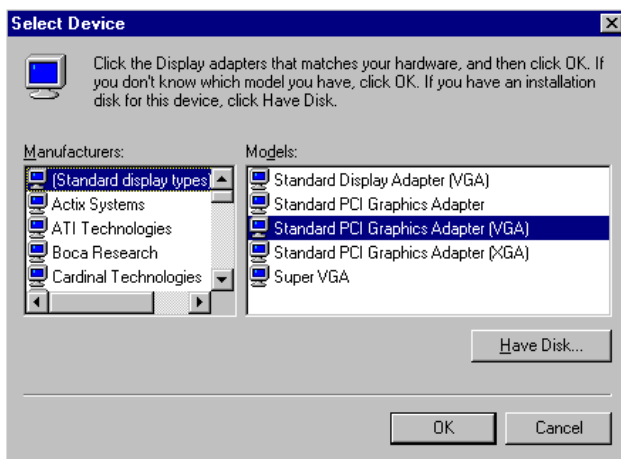 Select Device
Click the Display adapters that matches your hardware, and then click OK. If
you don't know which model you have, click OK. If you have an installation
disk for this device, click Have Disk.
Manufacturers:
(Standard display types)
Actix Systems
ATI Technologies
Boca Research
Cardinal Technologies
Models:
Standard Display Adapter (VGA)
Standard PCI Graphics Adapter
Standard PCI Graphics Adapter (VGA)
Standard PCI Graphics Adapter (XGA)
Super VGA
Have Disk...
OK
Cancel